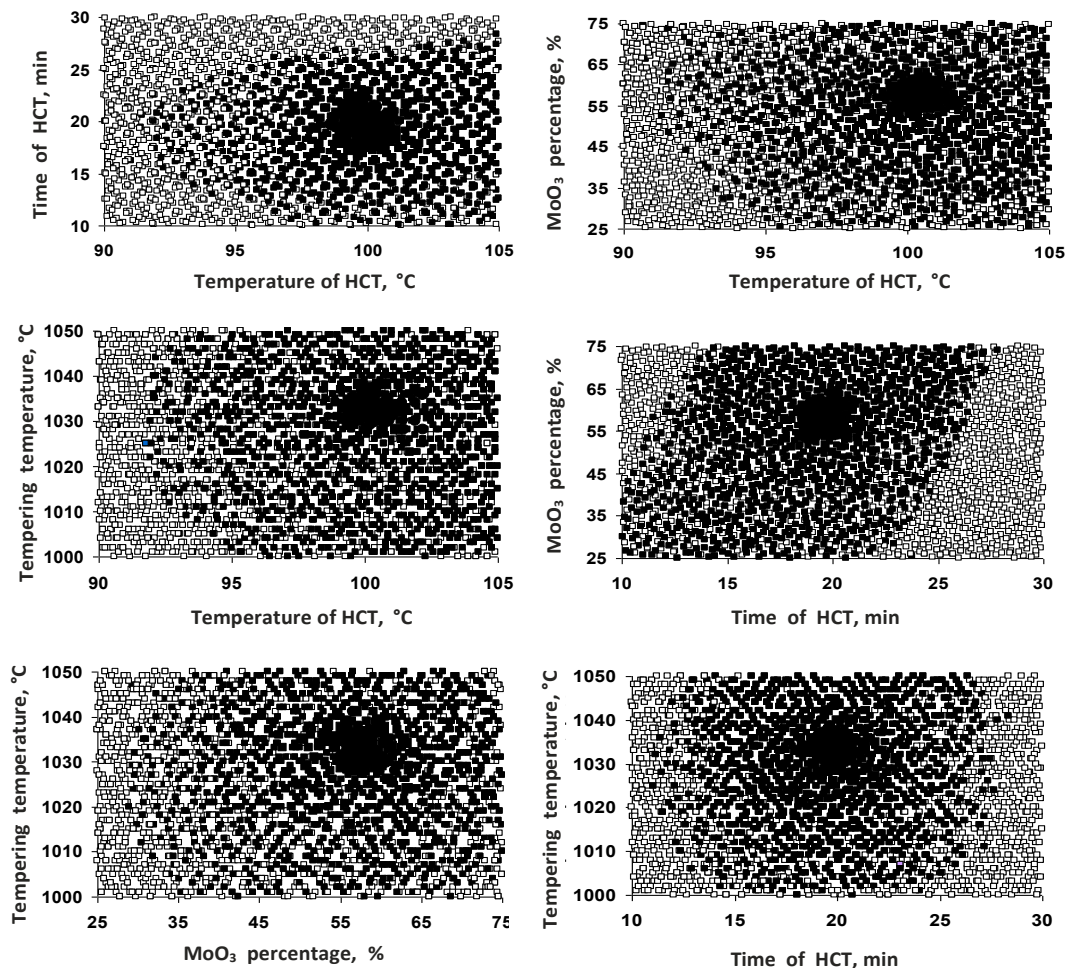 Time of HCT, min
30
25
20
15
10
90 95 100 105
Temperature of HCT, °C
MoO₃ percentage, %
75
65
55
45
35
25
90 95 100 105
Temperature of HCT, °C
Tempering temperature, °C
1050
1040
1030
1020
1010
1000
90 95 100 105
Temperature of HCT, °C
MoO₃ percentage, %
75
65
55
45
35
25
10 15 20 25 30
Time of HCT, min
Tempering temperature, °C
1050
1040
1030
1020
1010
1000
25 35 45 55 65 75
MoO₃ percentage, %
Tempering temperature, °C
1050
1040
1030
1020
1010
1000
10 15 20 25 30
Time of HCT, min